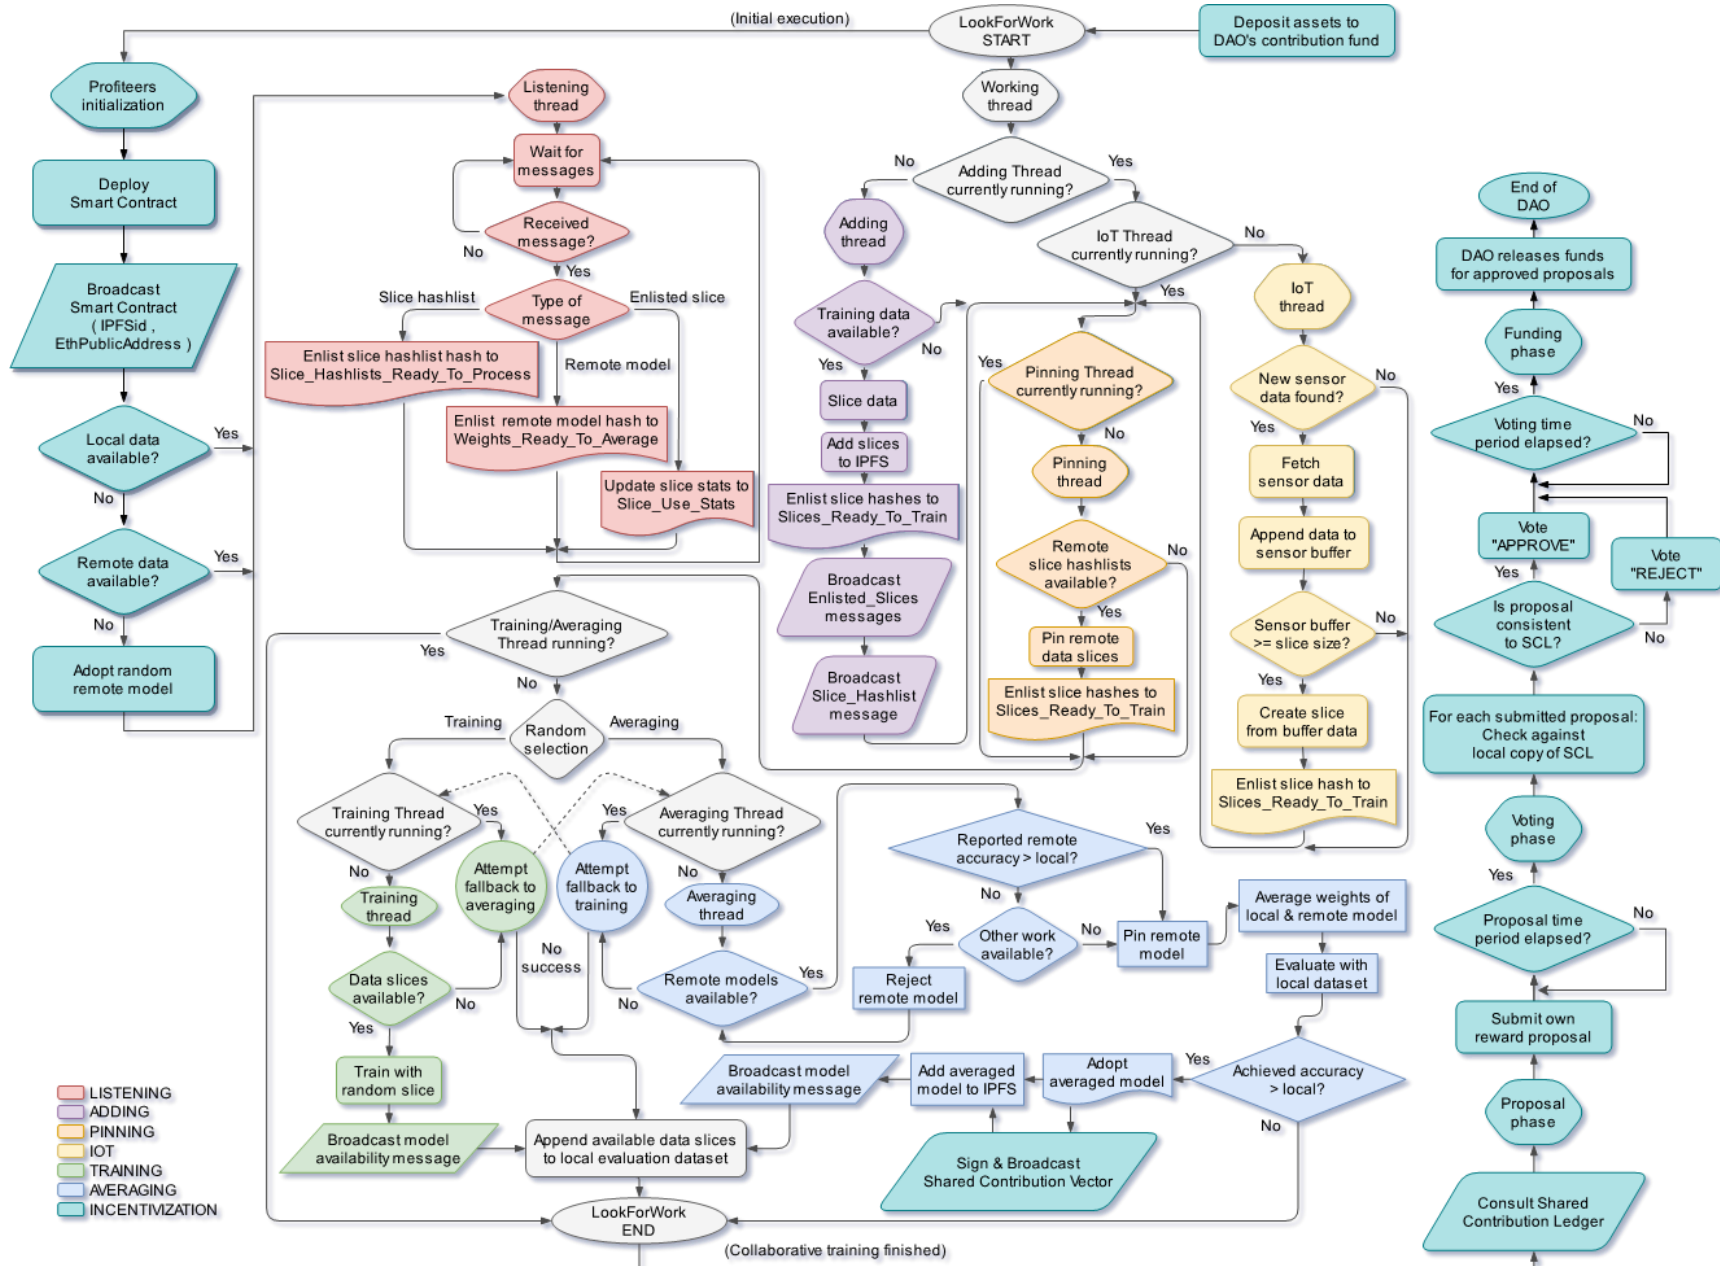 (Initial execution)
LookForWork
START
Deposit assets to
DAO's contribution fund
Profiteers
initialization
Deploy
Smart Contract
Broadcast
Smart Contract
( IPFSid ,
EthPublicAddress )
Local data
available?
Yes
No
Remote data
available?
Yes
No
Adopt random
remote model
Listening
thread
Wait for
messages
Received
message?
No
Yes
Type of
message
Slice hashlist
Enlisted slice
Remote model
Enlist slice hashlist hash to
Slice_Hashlists_Ready_To_Process
Enlist remote model hash to
Weights_Ready_To_Average
Update slice stats to
Slice_Use_Stats
Working
thread
Adding Thread
currently running?
No
Yes
Adding
thread
Training data
available?
No
Yes
Slice data
Add slices
to IPFS
Enlist slice hashes to
Slices_Ready_To_Train
Broadcast
Enlisted_Slices
messages
Broadcast
Slice_Hashlist
message
IoT Thread
currently running?
No
Yes
Pinning Thread
currently running?
Yes
No
Pinning
thread
Remote
slice hashlists
available?
No
Yes
Pin remote
data slices
Enlist slice hashes to
Slices_Ready_To_Train
IoT
thread
New sensor
data found?
No
Yes
Fetch
sensor data
Append data to
sensor buffer
Sensor buffer
>= slice size?
No
Yes
Create slice
from buffer data
Enlist slice hash to
Slices_Ready_To_Train
Training/Averaging
Thread running?
Yes
No
Random
selection
Training
Averaging
Training Thread
currently running?
Yes
No
Averaging Thread
currently running?
Yes
No
Attempt
fallback to
averaging
Attempt
fallback to
training
No
success
Training
thread
Data slices
available?
No
Yes
Train with
random slice
Broadcast model
availability message
Averaging
thread
Remote models
available?
No
Yes
Reported remote
accuracy > local?
Yes
No
Other work
available?
Yes
No
Reject
remote model
Pin remote
model
Average weights of
local & remote model
Evaluate with
local dataset
Achieved accuracy
> local?
Yes
No
Adopt
averaged model
Add averaged
model to IPFS
Broadcast model
availability message
Sign & Broadcast
Shared Contribution Vector
Append available data slices
to local evaluation dataset
LookForWork
END
(Collaborative training finished)
End of
DAO
DAO releases funds
for approved proposals
Funding
phase
Yes
Voting time
period elapsed?
No
Vote
"APPROVE"
Vote
"REJECT"
Yes
Is proposal
consistent
to SCL?
No
For each submitted proposal:
Check against
local copy of SCL
Voting
phase
Yes
Proposal time
period elapsed?
No
Submit own
reward proposal
Proposal
phase
Consult Shared
Contribution Ledger
LISTENING
ADDING
PINNING
IOT
TRAINING
AVERAGING
INCENTIVIZATION